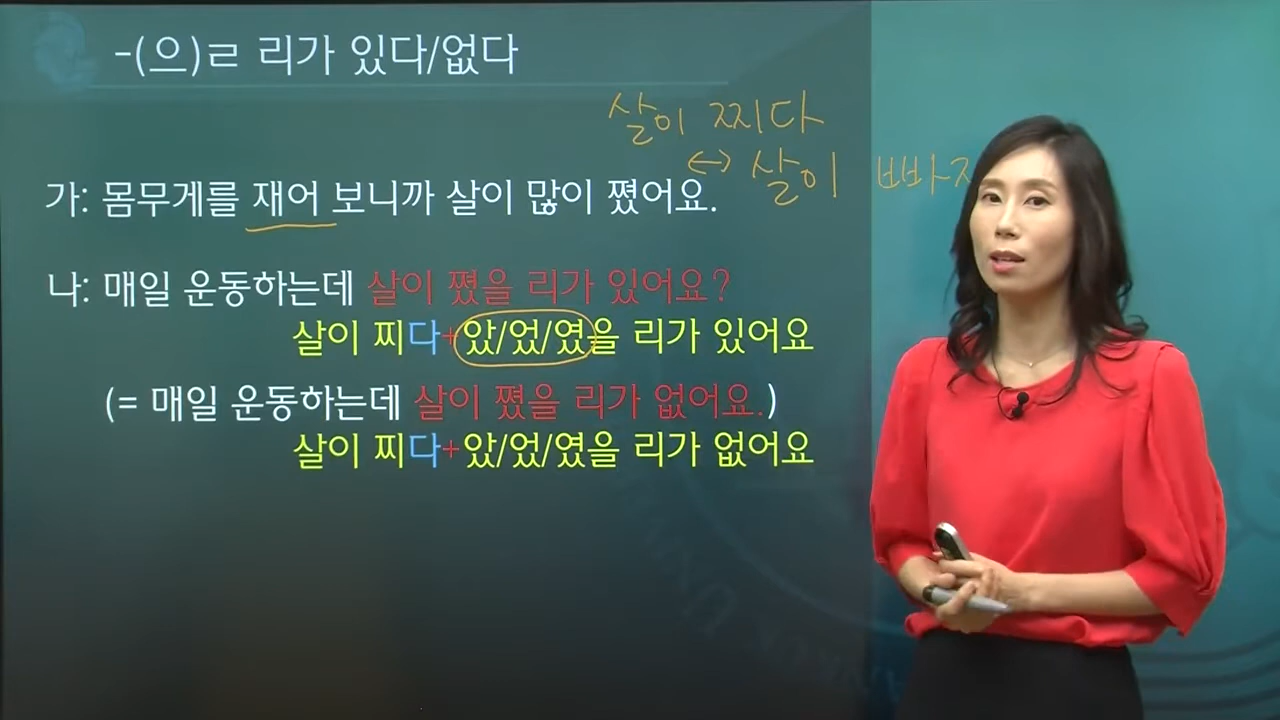 -(으)ㄹ 리가 있다/없다
살이 찌다
↔ 살이 빠지
가: 몸무게를 재어 보니까 살이 많이 쪘어요.
나: 매일 운동하는데 살이 쪘을 리가 있어요?
살이 찌다+았/었/였을 리가 있어요
(= 매일 운동하는데 살이 쪘을 리가 없어요.)
살이 찌다+았/었/였을 리가 없어요